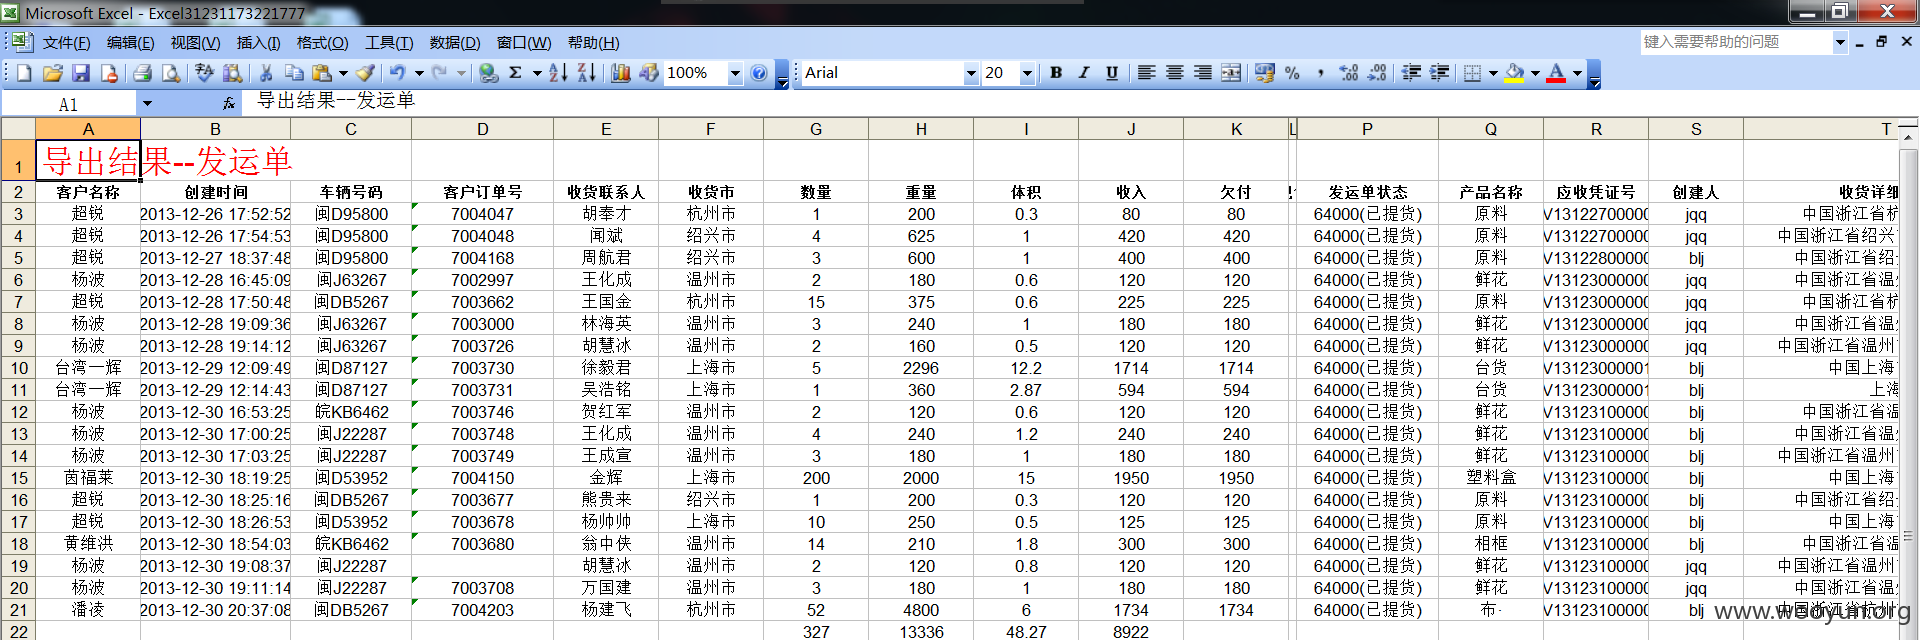 Microsoft Excel - Excel31231173221777
文件(F) 编辑(E) 视图(V) 插入(I) 格式(O) 工具(T) 数据(D) 窗口(W) 帮助(H) 键入需要帮助的问题
100% Arial 20 B I U
A1 fx 导出结果--发运单
A B C D E F G H I J K L P Q R S T
1 导出结果--发运单
2 客户名称 创建时间 车辆号码 客户订单号 收货联系人 收货市 数量 重量 体积 收入 欠付 发运单状态 产品名称 应收凭证号 创建人 收货详细
3 超锐 2013-12-26 17:52:52 闽D95800 7004047 胡奉才 杭州市 1 200 0.3 80 80 64000(已提货) 原料 V13122700000 jqq 中国浙江省杭
4 超锐 2013-12-26 17:54:53 闽D95800 7004048 闻斌 绍兴市 4 625 1 420 420 64000(已提货) 原料 V13122700000 jqq 中国浙江省绍兴
5 超锐 2013-12-27 18:37:48 闽D95800 7004168 周航君 绍兴市 3 600 1 400 400 64000(已提货) 原料 V13122800000 blj 中国浙江省绍
6 杨波 2013-12-28 16:45:09 闽J63267 7002997 王化成 温州市 2 180 0.6 120 120 64000(已提货) 鲜花 V13123000000 jqq 中国浙江省温
7 超锐 2013-12-28 17:50:48 闽DB5267 7003662 王国金 杭州市 15 375 0.6 225 225 64000(已提货) 原料 V13123000000 jqq 中国浙江省杭
8 杨波 2013-12-28 19:09:36 闽J63267 7003000 林海英 温州市 3 240 1 180 180 64000(已提货) 鲜花 V13123000000 jqq 中国浙江省温
9 杨波 2013-12-28 19:14:12 闽J63267 7003726 胡慧冰 温州市 2 160 0.5 120 120 64000(已提货) 鲜花 V13123000000 jqq 中国浙江省温州
10 台湾一辉 2013-12-29 12:09:49 闽D87127 7003730 徐毅君 上海市 5 2296 12.2 1714 1714 64000(已提货) 台货 V13123000001 blj 中国上海
11 台湾一辉 2013-12-29 12:14:43 闽D87127 7003731 吴浩铭 上海市 1 360 2.87 594 594 64000(已提货) 台货 V13123000001 blj 上海
12 杨波 2013-12-30 16:53:25 皖KB6462 7003746 贺红军 温州市 2 120 0.6 120 120 64000(已提货) 鲜花 V13123100000 blj 中国浙江省温
13 杨波 2013-12-30 17:00:25 闽J22287 7003748 王化成 温州市 4 240 1.2 240 240 64000(已提货) 鲜花 V13123100000 blj 中国浙江省温
14 杨波 2013-12-30 17:03:25 闽J22287 7003749 王成宣 温州市 3 180 1 180 180 64000(已提货) 鲜花 V13123100000 blj 中国浙江省温州
15 茵福莱 2013-12-30 18:19:25 闽D53952 7004150 金辉 上海市 200 2000 15 1950 1950 64000(已提货) 塑料盒 V13123100000 blj 中国上海
16 超锐 2013-12-30 18:25:16 闽DB5267 7003677 熊贵来 绍兴市 1 200 0.3 120 120 64000(已提货) 原料 V13123100000 blj 中国浙江省绍
17 超锐 2013-12-30 18:26:53 闽D53952 7003678 杨帅帅 上海市 10 250 0.5 125 125 64000(已提货) 原料 V13123100000 blj 中国上海
18 黄维洪 2013-12-30 18:54:03 皖KB6462 7003680 翁中侠 温州市 14 210 1.8 300 300 64000(已提货) 相框 V13123100000 blj 中国浙江省温
19 杨波 2013-12-30 19:08:37 闽J22287 胡慧冰 温州市 2 120 0.8 120 120 64000(已提货) 鲜花 V13123100000 jqq 中国浙江省温州
20 杨波 2013-12-30 19:11:14 闽J22287 7003708 万国建 温州市 3 180 1 180 180 64000(已提货) 鲜花 V13123100000 jqq 中国浙江省温
21 潘凌 2013-12-30 20:37:08 闽DB5267 7004203 杨建飞 杭州市 52 4800 6 1734 1734 64000(已提货) 布· V13123100000 blj 中国浙江省杭州
www.wooyun.org
22 327 13336 48.27 8922